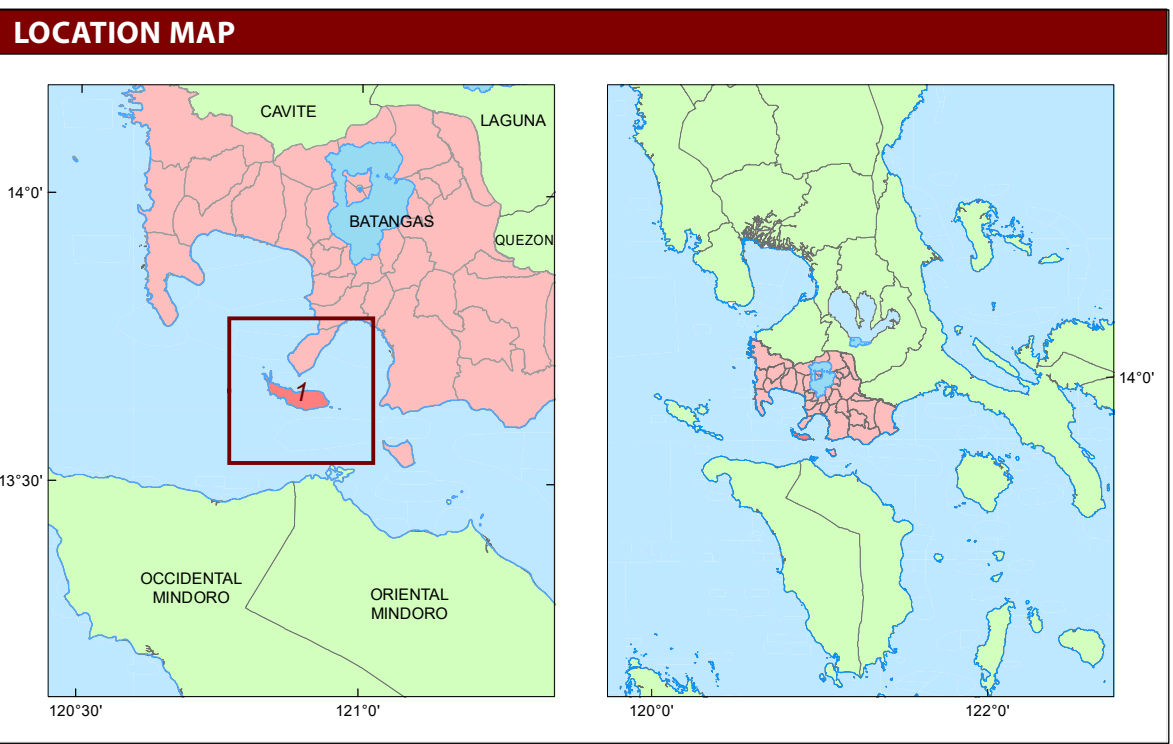 LOCATION MAP
CAVITE
LAGUNA
14°0'
BATANGAS
QUEZON
1
13°30'
OCCIDENTAL
MINDORO
ORIENTAL
MINDORO
120°30'
121°0'
14°0'
120°0'
122°0'